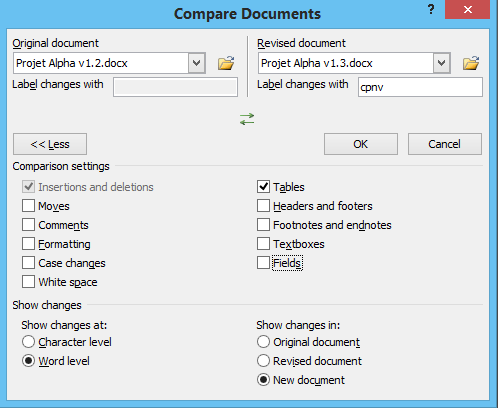 Compare Documents
?
Original document
Projet Alpha v1.2.docx
Label changes with
Revised document
Projet Alpha v1.3.docx
Label changes with cpnv
<< Less
OK
Cancel
Comparison settings
Insertions and deletions
Moves
Comments
Formatting
Case changes
White space
Tables
Headers and footers
Footnotes and endnotes
Textboxes
Fields
Show changes
Show changes at:
Character level
Word level
Show changes in:
Original document
Revised document
New document